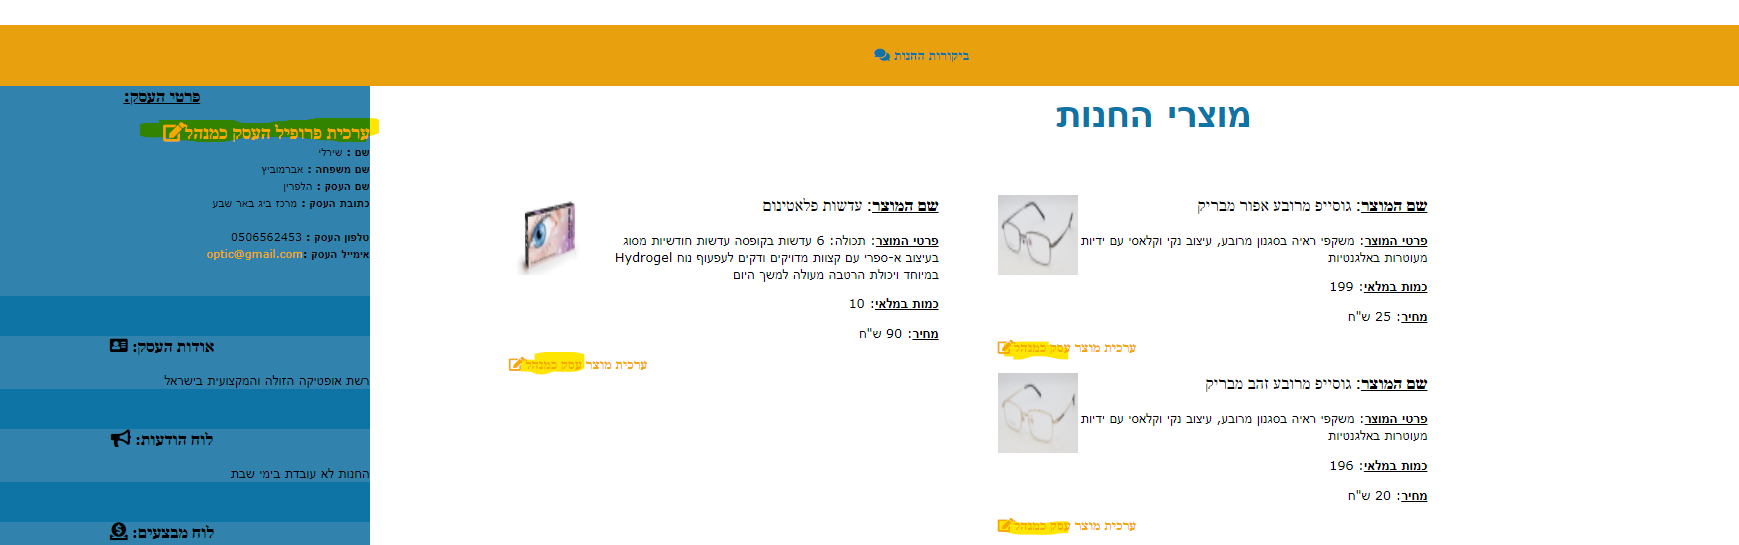 ביקורות החנות
פרטי העסק:
עריכת פרופיל העסק כמנהל
שם : שירלי
שם משפחה : אברמוביץ
שם העסק : הלפרין
כתובת העסק : מרכז ביג באר שבע
טלפון העסק : 0506562453
אימייל העסק :optic@gmail.com
אודות העסק:
רשת אופטיקה הזולה והמקצועית בישראל
לוח הודעות:
החנות לא עובדת בימי שבת
לוח מבצעים:
מוצרי החנות
שם המוצר: גוסייפ מרובע אפור מבריק
פרטי המוצר: משקפי ראיה בסגנון מרובע, עיצוב נקי וקלאסי עם ידיות
מעוטרות באלגנטיות
כמות במלאי: 199
מחיר: 25 ש"ח
עריכת מוצר עסק כמנהל
שם המוצר: עדשות פלאטינום
פרטי המוצר: תכולה: 6 עדשות בקופסה עדשות חודשיות מסוג
Hydrogel בעיצוב א-ספרי עם קצוות מדויקים ודקים לעפעוף נוח
במיוחד ויכולת הרטבה מעולה למשך היום
כמות במלאי: 10
מחיר: 90 ש"ח
עריכת מוצר עסק כמנהל
שם המוצר: גוסייפ מרובע זהב מבריק
פרטי המוצר: משקפי ראיה בסגנון מרובע, עיצוב נקי וקלאסי עם ידיות
מעוטרות באלגנטיות
כמות במלאי: 196
מחיר: 20 ש"ח
עריכת מוצר עסק כמנהל